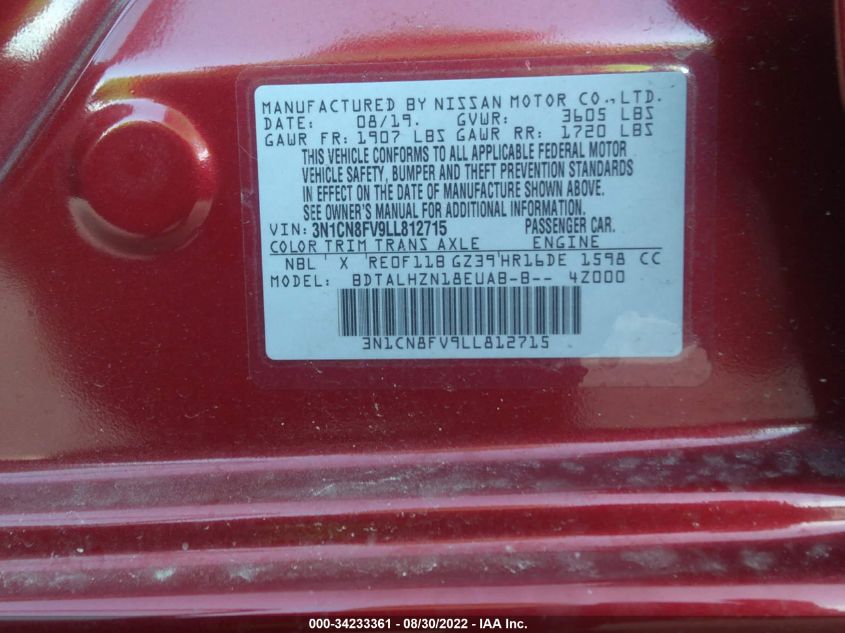 MANUFACTURED BY NISSAN MOTOR CO.,LTD.
DATE: 08/19. GVWR: 3605 LBS
GAWR FR: 1907 LBS GAWR RR: 1720 LBS
THIS VEHICLE CONFORMS TO ALL APPLICABLE FEDERAL MOTOR
VEHICLE SAFETY, BUMPER AND THEFT PREVENTION STANDARDS
IN EFFECT ON THE DATE OF MANUFACTURE SHOWN ABOVE.
SEE OWNER'S MANUAL FOR ADDITIONAL INFORMATION.
VIN: 3N1CN8FV9LL812715 PASSENGER CAR.
COLOR TRIM TRANS AXLE ENGINE
NBL X RE0F11B GZ39 HR16DE 1598 CC
MODEL: BDTALHZN18EUAB-B-- 4Z000
3N1CN8FV9LL812715
000-34233361 - 08/30/2022 - IAA Inc.